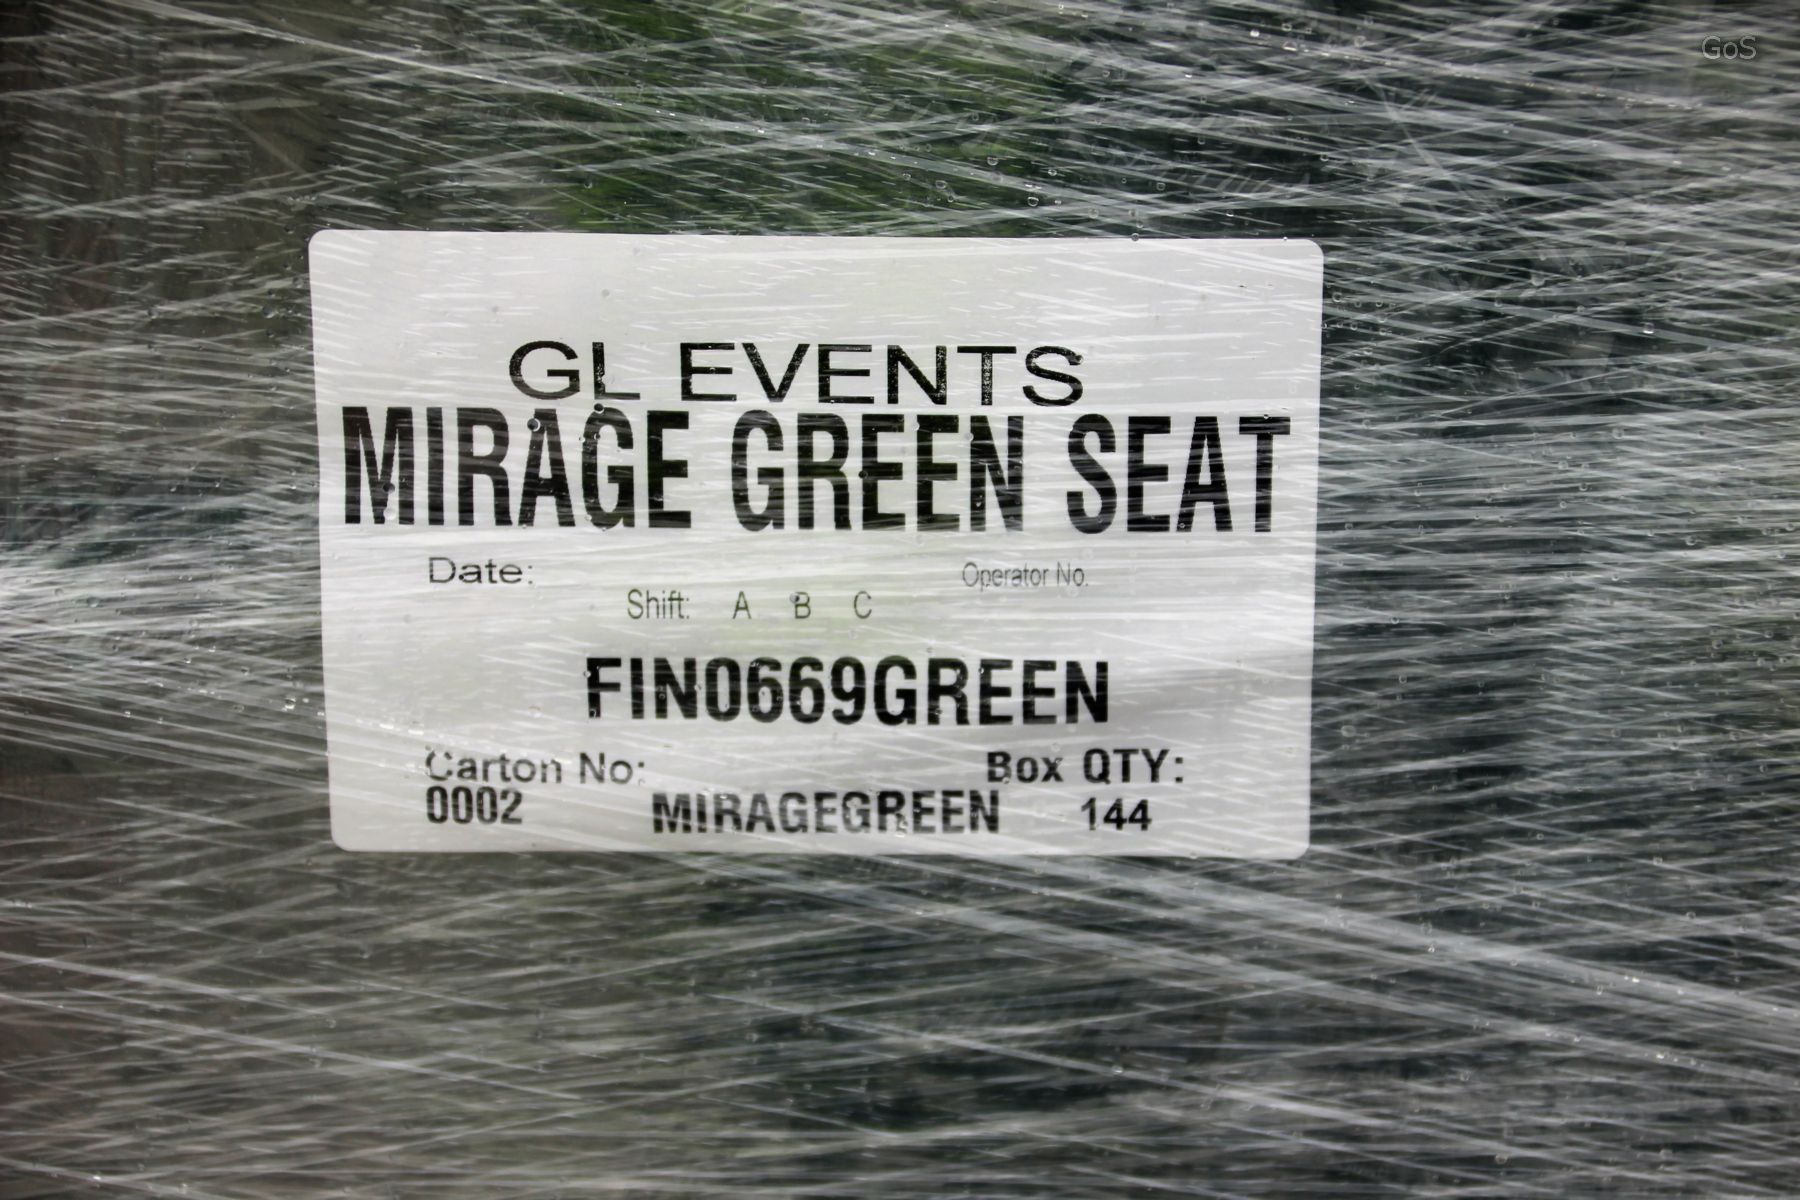 GoS
GL EVENTS
MIRAGE GREEN SEAT
Date:
Operator No.
Shift: A B C
FIN0669GREEN
Carton No:
Box QTY:
0002 MIRAGEGREEN 144